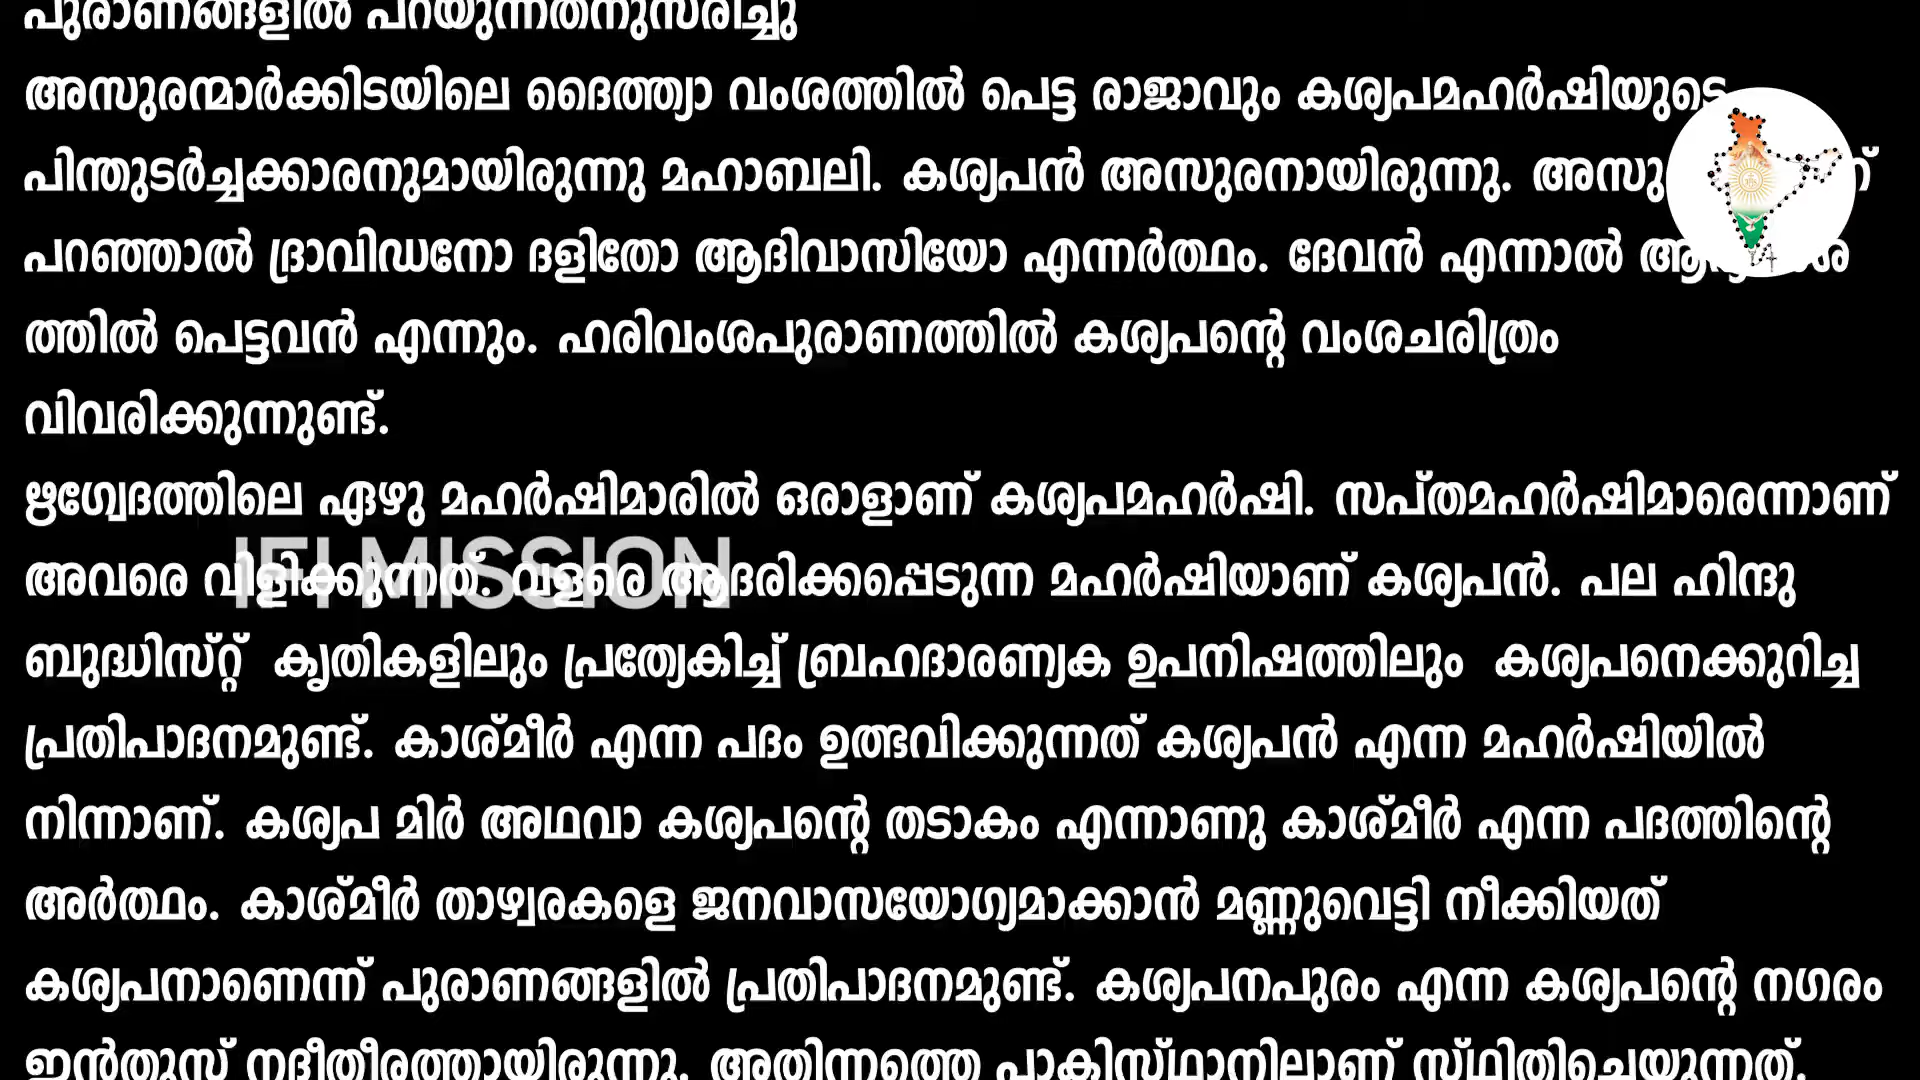 പുരാണങ്ങളിൽ പറയുന്നതനുസരിച്ചു
അസുരന്മാർക്കിടയിലെ ദൈത്ത്യാ വംശത്തിൽ പെട്ട രാജാവും കശ്യപമഹർഷിയുടെ
പിന്തുടർച്ചക്കാരനുമായിരുന്നു മഹാബലി. കശ്യപൻ അസുരനായിരുന്നു.
പറഞ്ഞാൽ ദ്രാവിഡനോ ദളിതോ ആദിവാസിയോ എന്നർത്ഥം. ദേവൻ എന്നാൽ
ത്തിൽ പെട്ടവൻ എന്നും. ഹരിവംശപുരാണത്തിൽ കശ്യപന്റെ വംശചരിത്രം
വിവരിക്കുന്നുണ്ട്.
ഋഗ്വേദത്തിലെ ഏഴു മഹർഷിമാരിൽ ഒരാളാണ് കശ്യപമഹർഷി. സപ്തമഹർഷിമാരെന്നാണ്
അവരെ വിളിക്കുന്നത്. വളരെ ആദരിക്കപ്പെടുന്ന മഹർഷിയാണ് കശ്യപൻ. പല ഹിന്ദു
IFI MISSION
ബുദ്ധിസ്റ്റ് കൃതികളിലും പ്രത്യേകിച്ച് ബ്രഹദാരണ്യക ഉപനിഷത്തിലും കശ്യപനെക്കുറിച്ച
പ്രതിപാദനമുണ്ട്. കാശ്മീർ എന്ന പദം ഉത്ഭവിക്കുന്നത് കശ്യപൻ എന്ന മഹർഷിയിൽ
നിന്നാണ്. കശ്യപ മിർ അഥവാ കശ്യപന്റെ തടാകം എന്നാണു കാശ്മീർ എന്ന പദത്തിന്റെ
അർത്ഥം. കാശ്മീർ താഴ്വരകളെ ജനവാസയോഗ്യമാക്കാൻ മണ്ണുവെട്ടി നീക്കിയത്
കശ്യപനാണെന്ന് പുരാണങ്ങളിൽ പ്രതിപാദനമുണ്ട്. കശ്യപനപുരം എന്ന കശ്യപന്റെ നഗരം
ഇൻതുസ് നദീതീരത്തായിരുന്നു. അതിന്നത്തെ പാകിസ്ഥാനിലാണ് സ്ഥിതിചെയ്യുന്നത്.